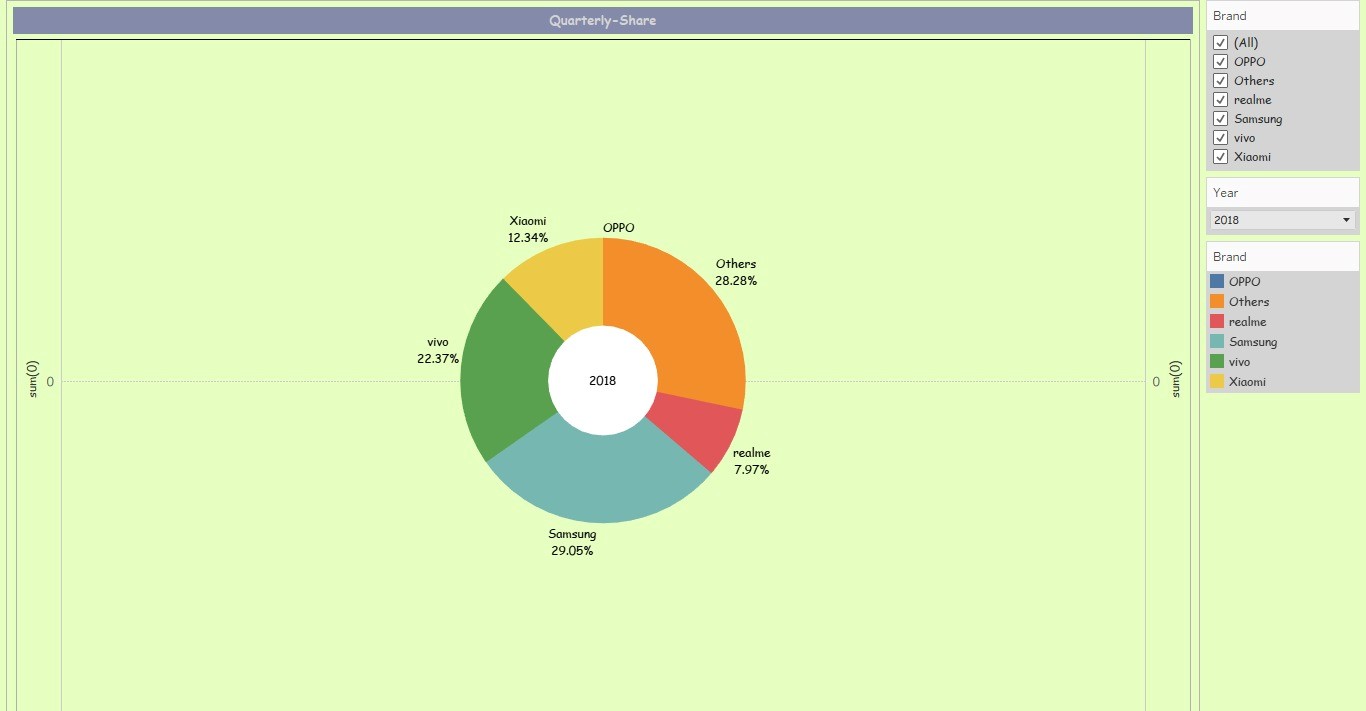 Quarterly-Share
Xiaomi
12.34%
OPPO
Others
28.28%
vivo
22.37%
2018
realme
7.97%
Samsung
29.05%
sum(0)
0
0
sum(0)
Brand
(All)
OPPO
Others
realme
Samsung
vivo
Xiaomi
Year
2018
Brand
OPPO
Others
realme
Samsung
vivo
Xiaomi